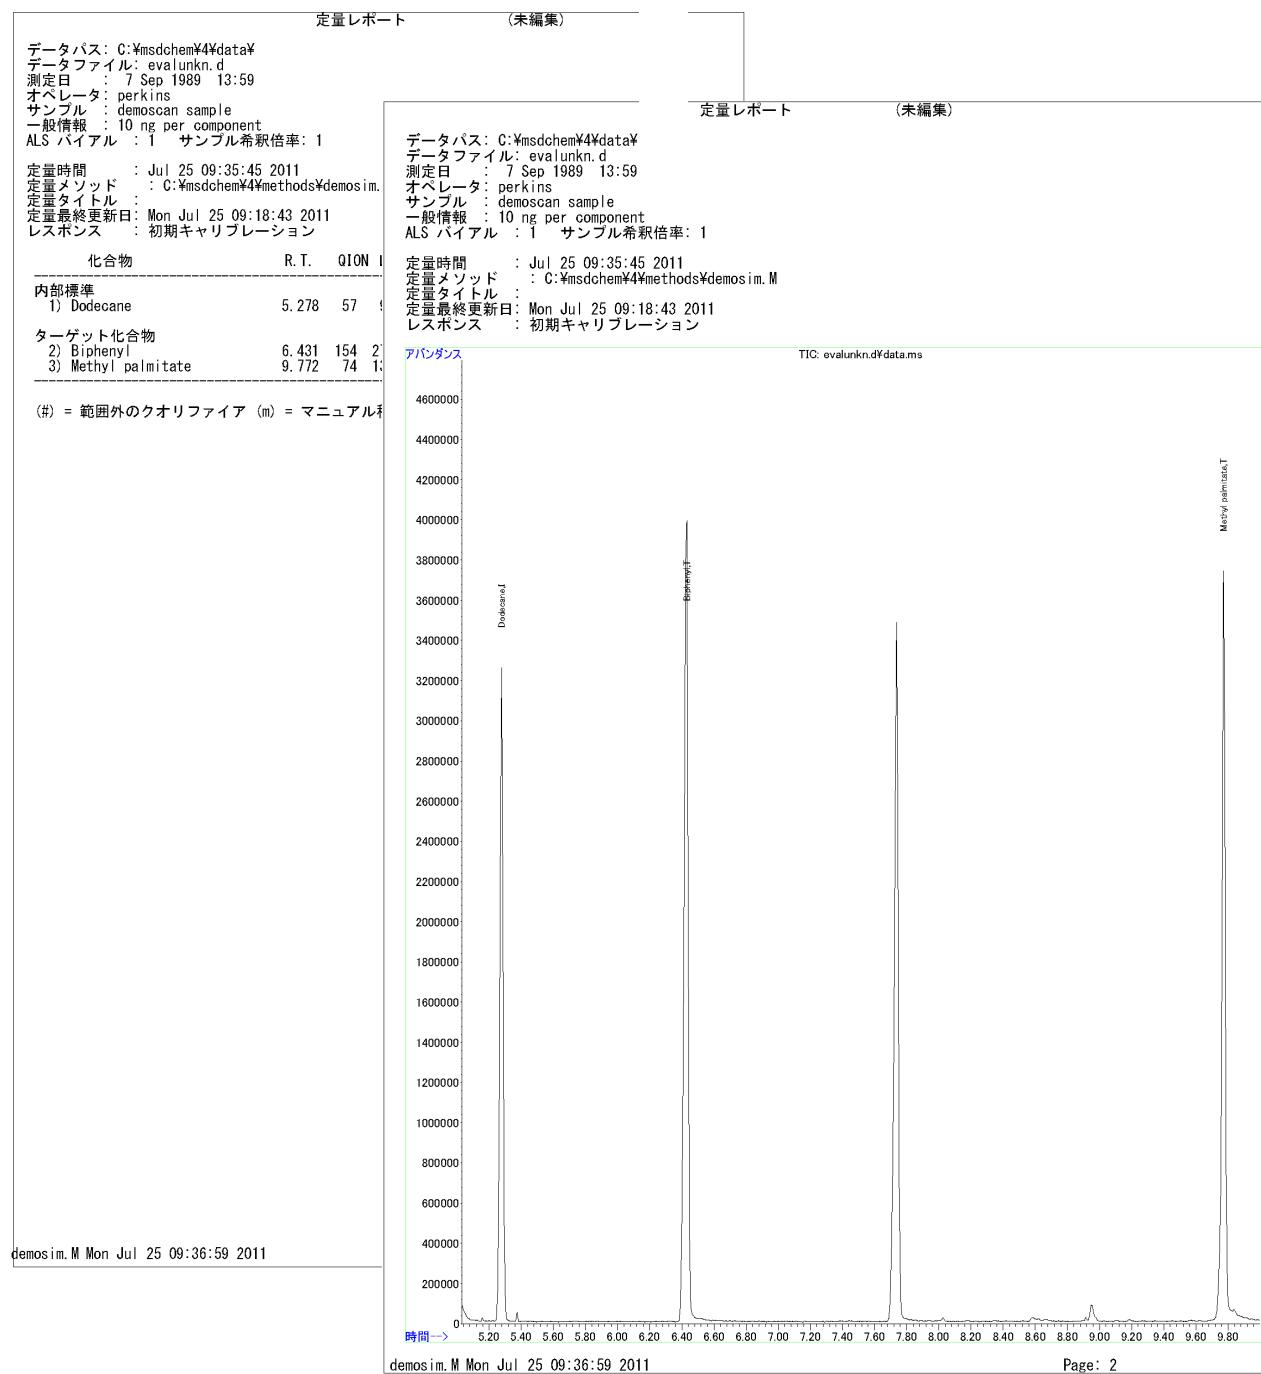 定量レポート (未編集)
データパス: C:¥msdchem¥4¥data¥
データファイル: evalunkn.d
測定日 : 7 Sep 1989 13:59
オペレータ: perkins
サンプル : demoscan sample
一般情報 : 10 ng per component
ALS バイアル : 1 サンプル希釈倍率: 1
定量時間 : Jul 25 09:35:45 2011
定量メソッド : C:¥msdchem¥4¥methods¥demosim.
定量タイトル :
定量最終更新日: Mon Jul 25 09:18:43 2011
レスポンス : 初期キャリブレーション
化合物 R.T. QION
内部標準
1) Dodecane 5.278 57
ターゲット化合物
2) Biphenyl 6.431 154
3) Methyl palmitate 9.772 74
(#) = 範囲外のクオリファイア (m) = マニュアル
demosim.M Mon Jul 25 09:36:59 2011
定量レポート (未編集)
データパス: C:¥msdchem¥4¥data¥
データファイル: evalunkn.d
測定日 : 7 Sep 1989 13:59
オペレータ: perkins
サンプル : demoscan sample
一般情報 : 10 ng per component
ALS バイアル : 1 サンプル希釈倍率: 1
定量時間 : Jul 25 09:35:45 2011
定量メソッド : C:¥msdchem¥4¥methods¥demosim.M
定量タイトル :
定量最終更新日: Mon Jul 25 09:18:43 2011
レスポンス : 初期キャリブレーション
アバンダンス
TIC: evalunkn.d¥data.ms
4600000
4400000
4200000
4000000
3800000
3600000
3400000
3200000
3000000
2800000
2600000
2400000
2200000
2000000
1800000
1600000
1400000
1200000
1000000
800000
600000
400000
200000
0
Dodecane,I
Biphenyl,T
Methyl palmitate,T
時間-->
5.20 5.40 5.60 5.80 6.00 6.20 6.40 6.60 6.80 7.00 7.20 7.40 7.60 7.80 8.00 8.20 8.40 8.60 8.80 9.00 9.20 9.40 9.60 9.80
demosim.M Mon Jul 25 09:36:59 2011 Page: 2